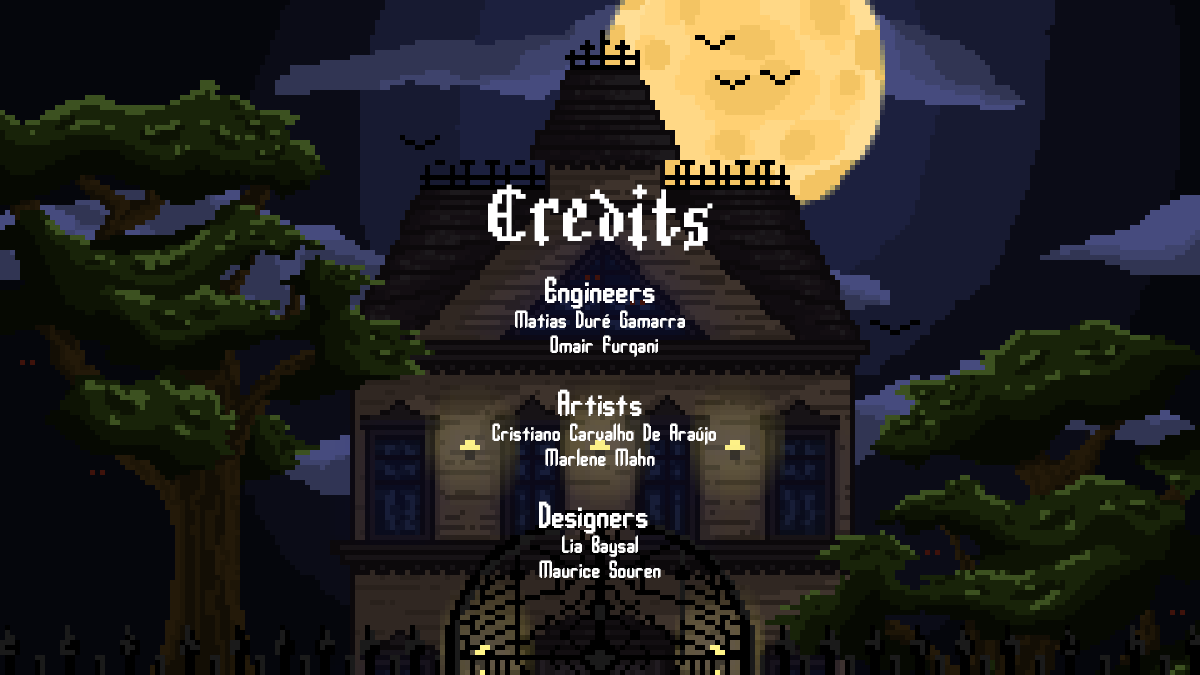 Credits
Engineers
Matias Duré Gamarra
Omair Furqani
Artists
Cristiano Carvalho De Araújo
Marlene Mahn
Designers
Lia Baysal
Maurice Souren